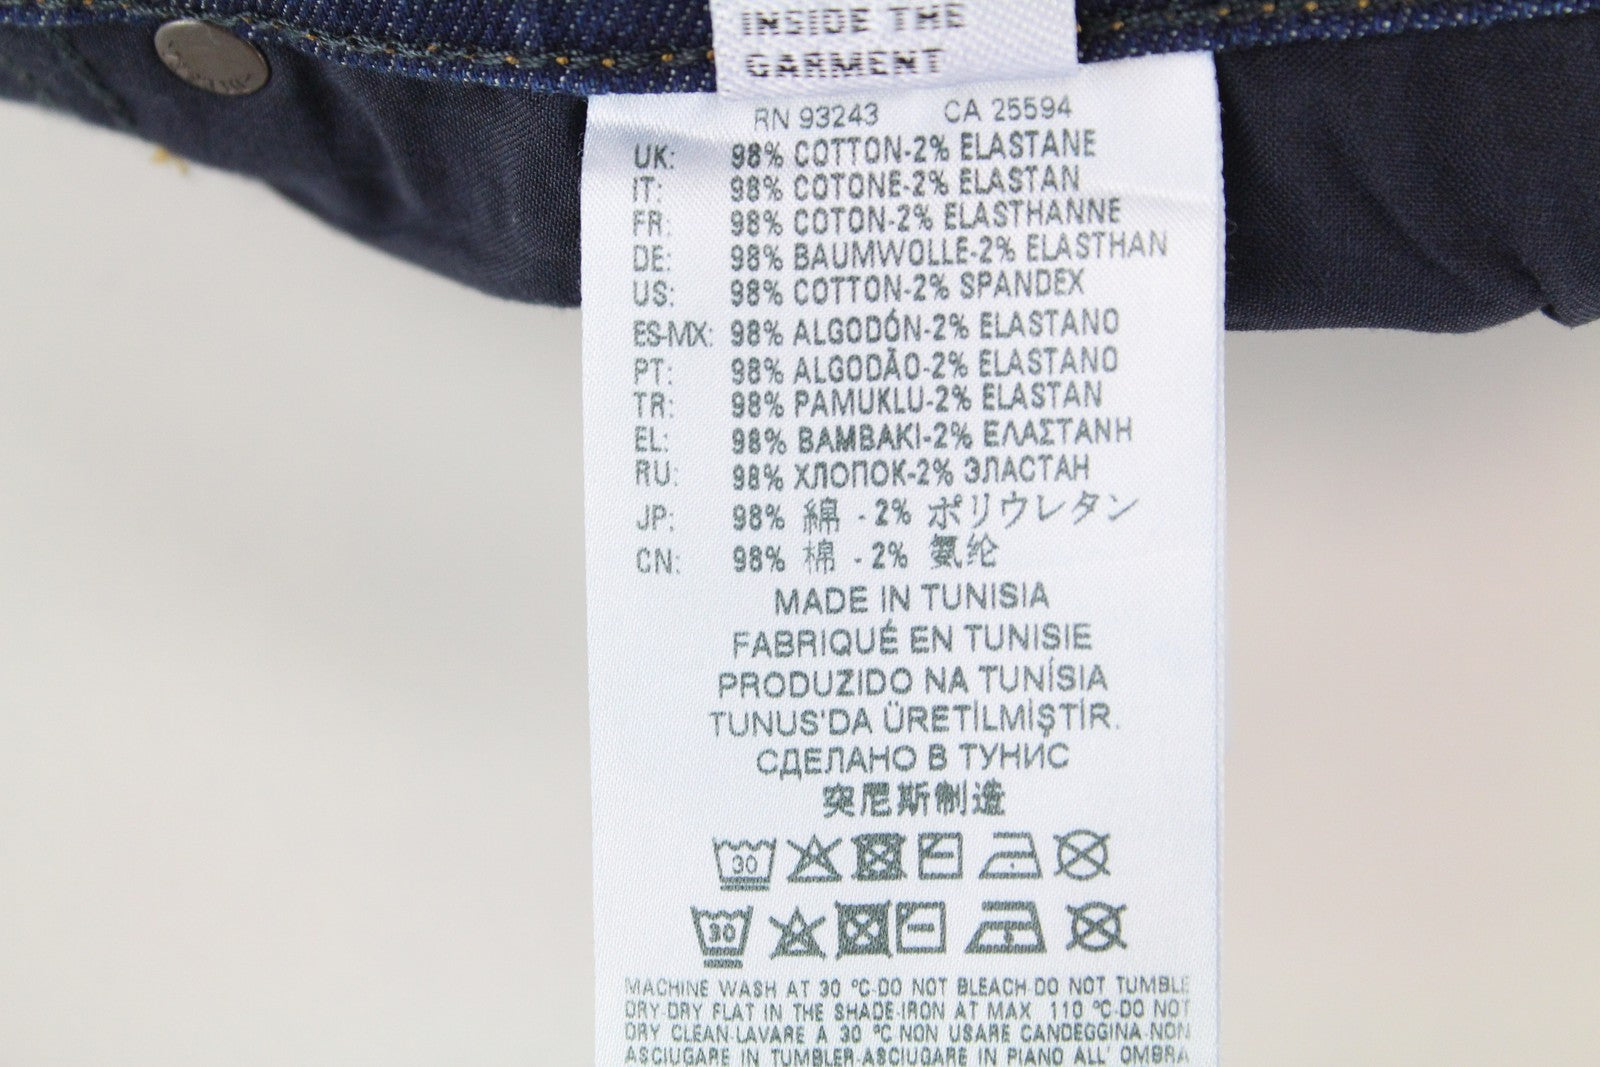 INSIDE THE
GARMENT
RN 93243 CA 25594
UK: 98% COTTON-2% ELASTANE
IT: 98% COTONE-2% ELASTAN
FR: 98% COTON-2% ELASTHANNE
DE: 98% BAUMWOLLE-2% ELASTHAN
US: 98% COTTON-2% SPANDEX
ES-MX: 98% ALGODÓN-2% ELASTANO
PT: 98% ALGODÃO-2% ELASTANO
TR: 98% PAMUKLU-2% ELASTAN
EL: 98% ΒΑΜΒΑΚΙ-2% ΕΛΑΣΤΑΝΗ
RU: 98% ХЛОПОК-2% ЭЛАСТАН
JP: 98% 綿 - 2% ポリウレタン
CN: 98% 棉 - 2% 氨纶
MADE IN TUNISIA
FABRIQUÉ EN TUNISIE
PRODUZIDO NA TUNÍSIA
TUNUS'DA ÜRETİLMİŞTİR.
СДЕЛАНО В ТУНИС
突尼斯制造
30
30
MACHINE WASH AT 30 °C-DO NOT BLEACH-DO NOT TUMBLE
DRY-DRY FLAT IN THE SHADE-IRON AT MAX 110 °C-DO NOT
DRY CLEAN-LAVARE A 30 °C-NON USARE CANDEGGINA-NON
ASCIUGARE IN TUMBLER-ASCIUGARE IN PIANO ALL' OMBRA